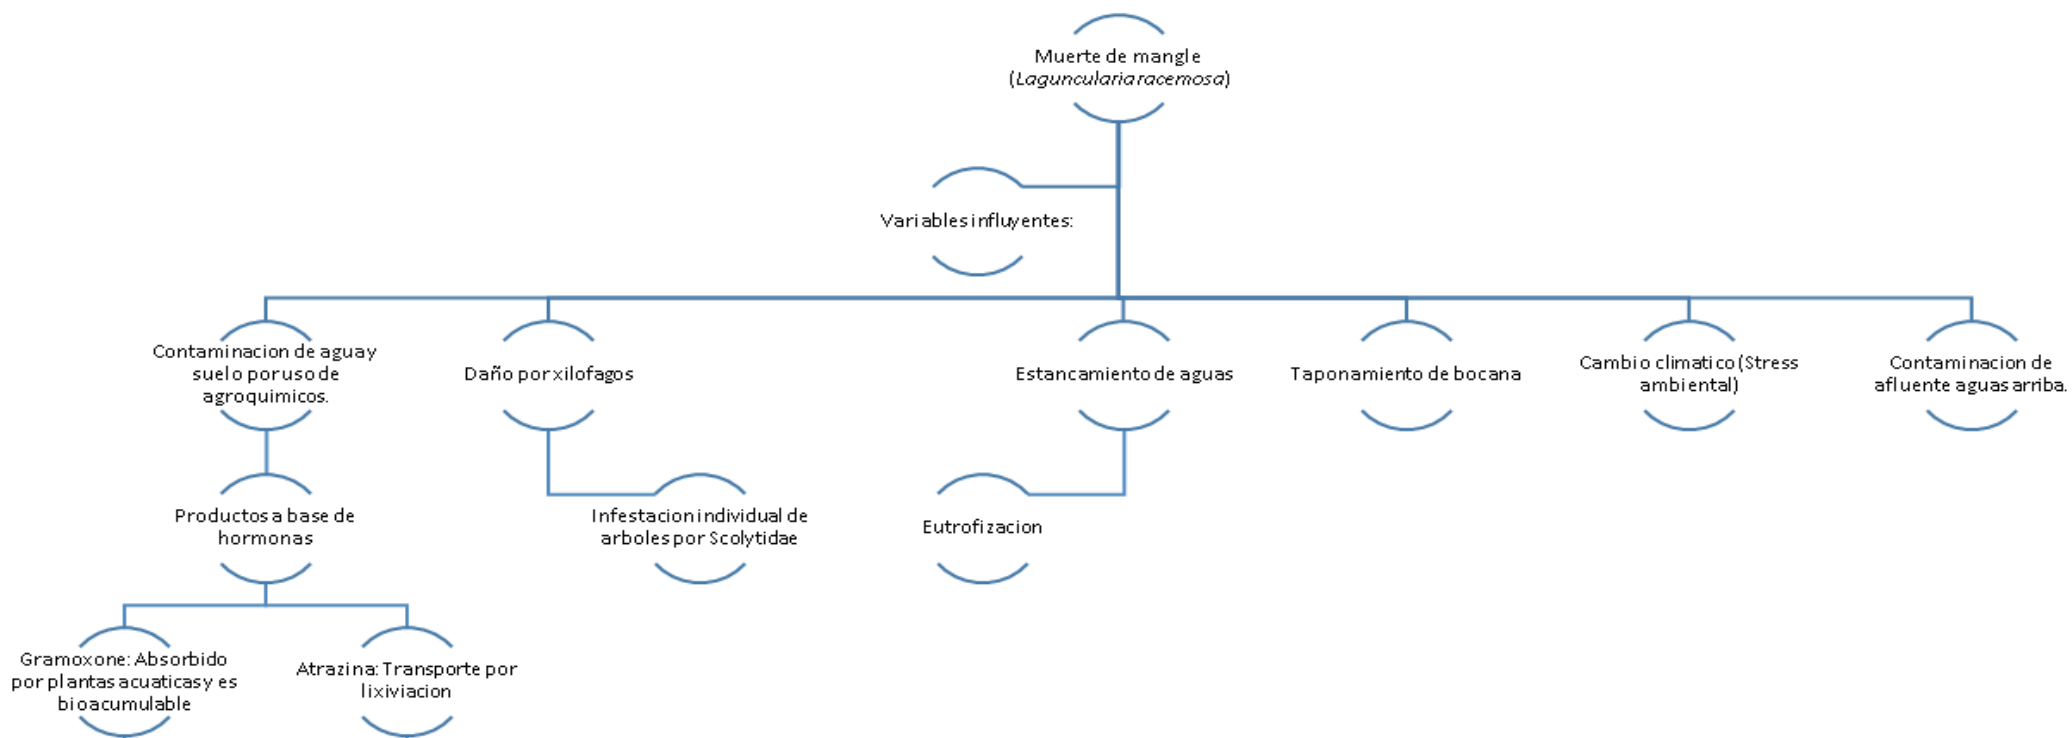 Muerte de mangle
(Laguncularia racemosa)
Variables influyentes:
Contaminacion de agua y
suelo por uso de
agroquimicos.
Daño por xilofagos
Estancamiento de aguas
Taponamiento de bocana
Cambio climatico (Stress
ambiental)
Contaminacion de
afluente aguas arriba.
Productos a base de
hormonas
Infestacion individual de
arboles por Scolytidae
Eutrofizacion
Gramoxone: Absorbido
por plantas acuaticas y es
bioacumulable
Atrazina: Transporte por
lixiviacion